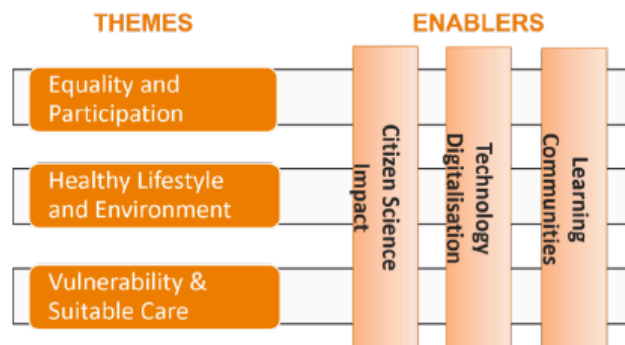 THEMES
ENABLERS
Equality and
Participation
Healthy Lifestyle
and Environment
Vulnerability &
Suitable Care
Citizen Science
Impact
Technology
Digitalisation
Learning
Communities